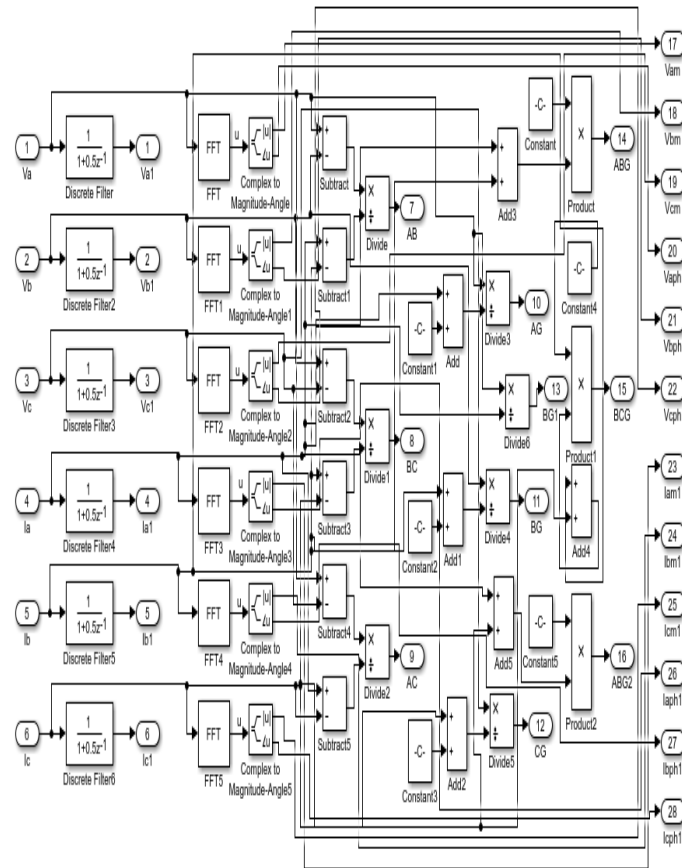 1
Va
1
1+0.5z⁻¹
Discrete Filter
1
Va1
FFT
FFT
u
|u|
∠u
Complex to
Magnitude-Angle
+
−
Subtract
×
÷
Divide
7
AB
+
+
Add3
-C-
Constant
×
Product
14
ABG
17
Vam
18
Vbm
19
Vcm
20
Vaph
2
Vb
1
1+0.5z⁻¹
Discrete Filter2
2
Vb1
FFT
FFT1
u
|u|
∠u
Complex to
Magnitude-Angle1
+
−
Subtract1
-C-
Constant1
+
+
Add
×
÷
Divide3
10
AG
-C-
Constant4
21
Vbph
3
Vc
1
1+0.5z⁻¹
Discrete Filter3
3
Vc1
FFT
FFT2
u
|u|
∠u
Complex to
Magnitude-Angle2
+
−
Subtract2
×
÷
Divide6
13
BG1
×
Product1
15
BCG
22
Vcph
×
÷
Divide1
8
BC
4
Ia
1
1+0.5z⁻¹
Discrete Filter4
4
Ia1
FFT
FFT3
u
|u|
∠u
Complex to
Magnitude-Angle3
+
−
Subtract3
-C-
Constant2
+
+
Add1
×
÷
Divide4
11
BG
+
+
Add4
23
Iam1
24
Ibm1
5
Ib
1
1+0.5z⁻¹
Discrete Filter5
5
Ib1
FFT
FFT4
u
|u|
∠u
Complex to
Magnitude-Angle4
+
−
Subtract4
×
÷
Divide2
9
AC
+
+
Add5
-C-
Constant5
×
Product2
16
ABG2
25
Icm1
26
Iaph1
6
Ic
1
1+0.5z⁻¹
Discrete Filter6
6
Ic1
FFT
FFT5
u
|u|
∠u
Complex to
Magnitude-Angle5
+
−
Subtract5
-C-
Constant3
+
+
Add2
×
÷
Divide5
12
CG
27
Ibph1
28
Icph1